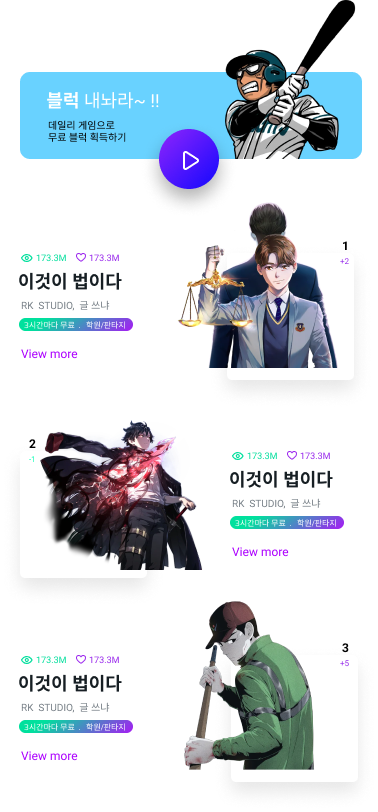 블럭 내놔라~ !!
데일리 게임으로
무료 블럭 획득하기
1
+2
173.3M 173.3M
이것이 법이다
RK STUDIO, 글 쓰냐
3시간마다 무료 . 학원/판타지
View more
2
-1
173.3M 173.3M
이것이 법이다
RK STUDIO, 글 쓰냐
3시간마다 무료 . 학원/판타지
View more
3
+5
173.3M 173.3M
이것이 법이다
RK STUDIO, 글 쓰냐
3시간마다 무료 . 학원/판타지
View more